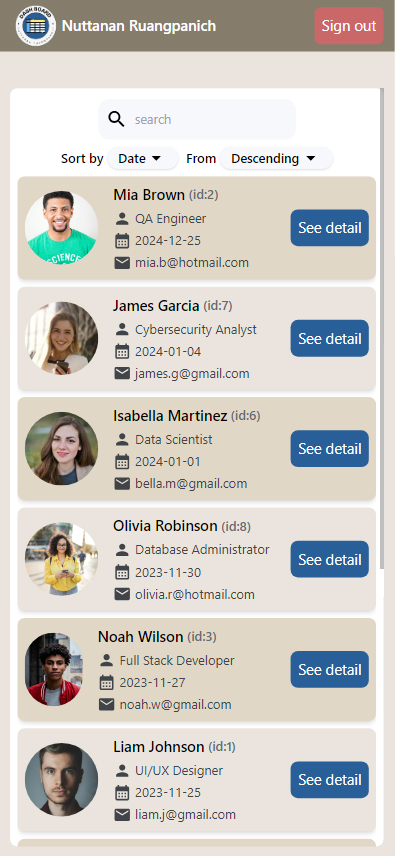 DASH BOARD
Nuttanan Ruangpanich
Sign out
search
Sort by Date From Descending
Mia Brown (id:2)
QA Engineer
2024-12-25
mia.b@hotmail.com
See detail
SCIENCE
James Garcia (id:7)
Cybersecurity Analyst
2024-01-04
james.g@gmail.com
See detail
Isabella Martinez (id:6)
Data Scientist
2024-01-01
bella.m@gmail.com
See detail
Olivia Robinson (id:8)
Database Administrator
2023-11-30
olivia.r@hotmail.com
See detail
Noah Wilson (id:3)
Full Stack Developer
2023-11-27
noah.w@gmail.com
See detail
Liam Johnson (id:1)
UI/UX Designer
2023-11-25
liam.j@gmail.com
See detail